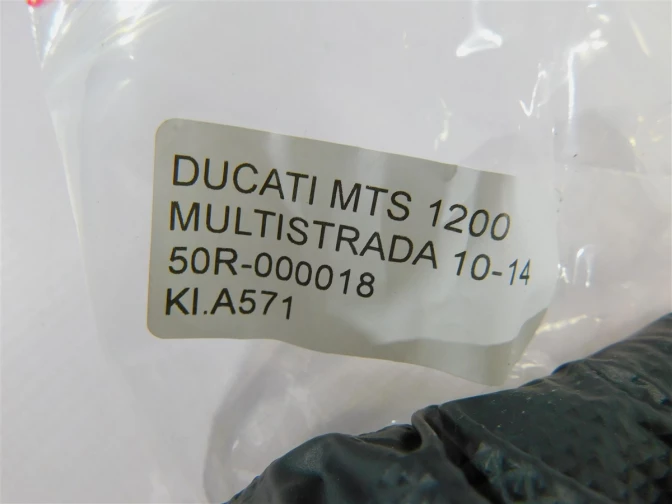 DUCATI MTS 1200
MULTISTRADA 10-14
50R-000018
KI.A571